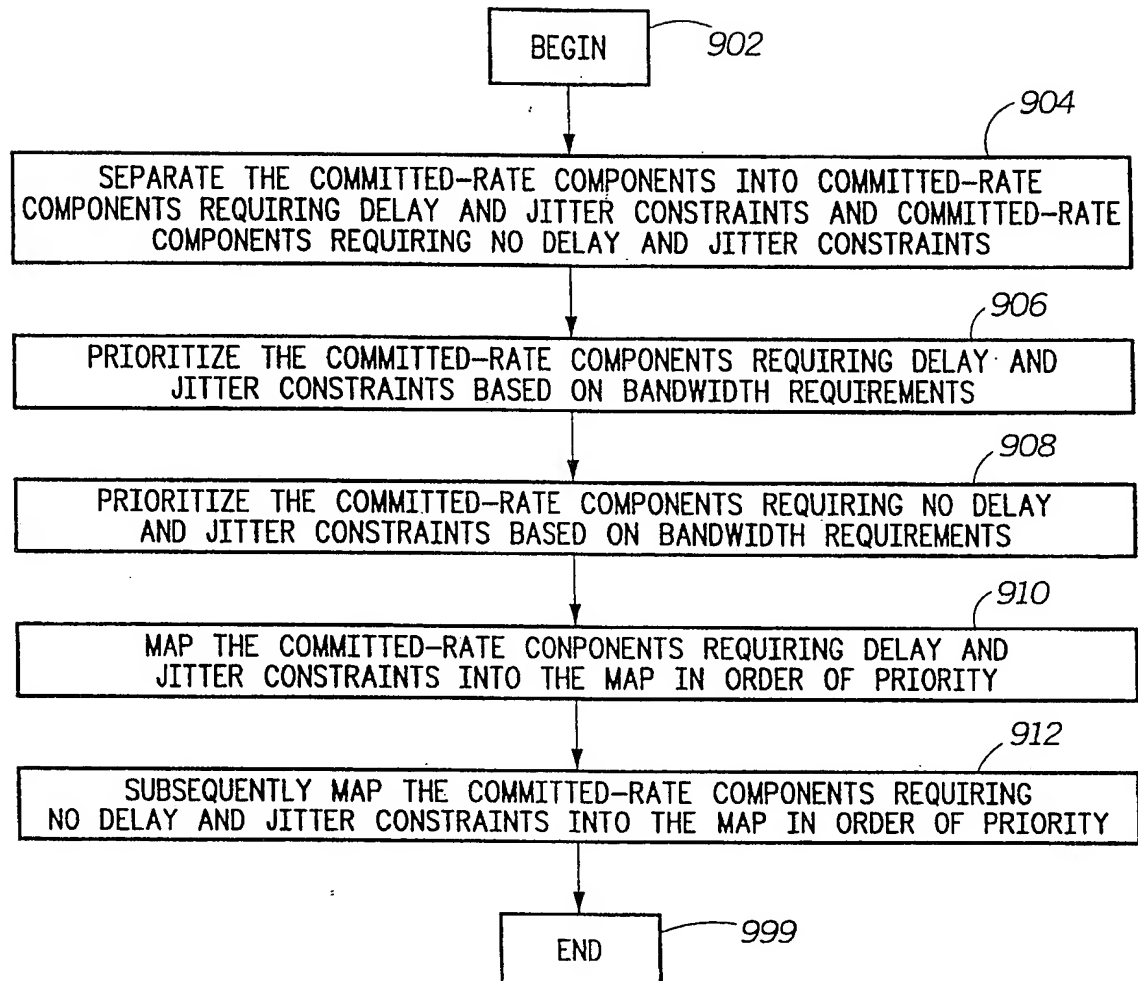 BEGIN
902
904
SEPARATE THE COMMITTED-RATE COMPONENTS INTO COMMITTED-RATE
COMPONENTS REQUIRING DELAY AND JITTER CONSTRAINTS AND COMMITTED-RATE
COMPONENTS REQUIRING NO DELAY AND JITTER CONSTRAINTS
906
PRIORITIZE THE COMMITTED-RATE COMPONENTS REQUIRING DELAY AND
JITTER CONSTRAINTS BASED ON BANDWIDTH REQUIREMENTS
908
PRIORITIZE THE COMMITTED-RATE COMPONENTS REQUIRING NO DELAY
AND JITTER CONSTRAINTS BASED ON BANDWIDTH REQUIREMENTS
910
MAP THE COMMITTED-RATE CONPONENTS REQUIRING DELAY AND
JITTER CONSTRAINTS INTO THE MAP IN ORDER OF PRIORITY
912
SUBSEQUENTLY MAP THE COMMITTED-RATE COMPONENTS REQUIRING
NO DELAY AND JITTER CONSTRAINTS INTO THE MAP IN ORDER OF PRIORITY
END
999